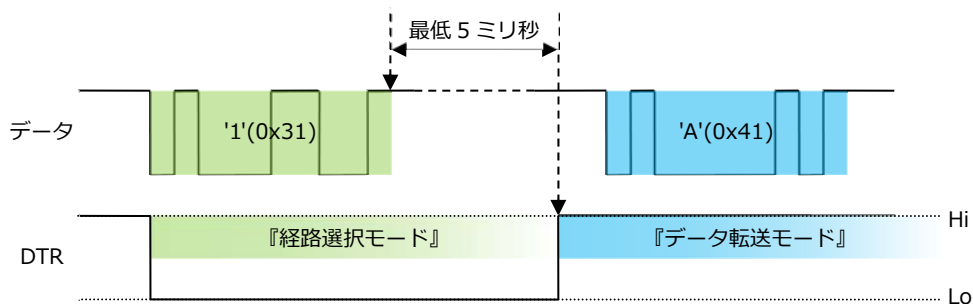 最低 5 ミリ秒
データ
'1'(0x31)
'A'(0x41)
DTR
『経路選択モード』
『データ転送モード』
Hi
Lo